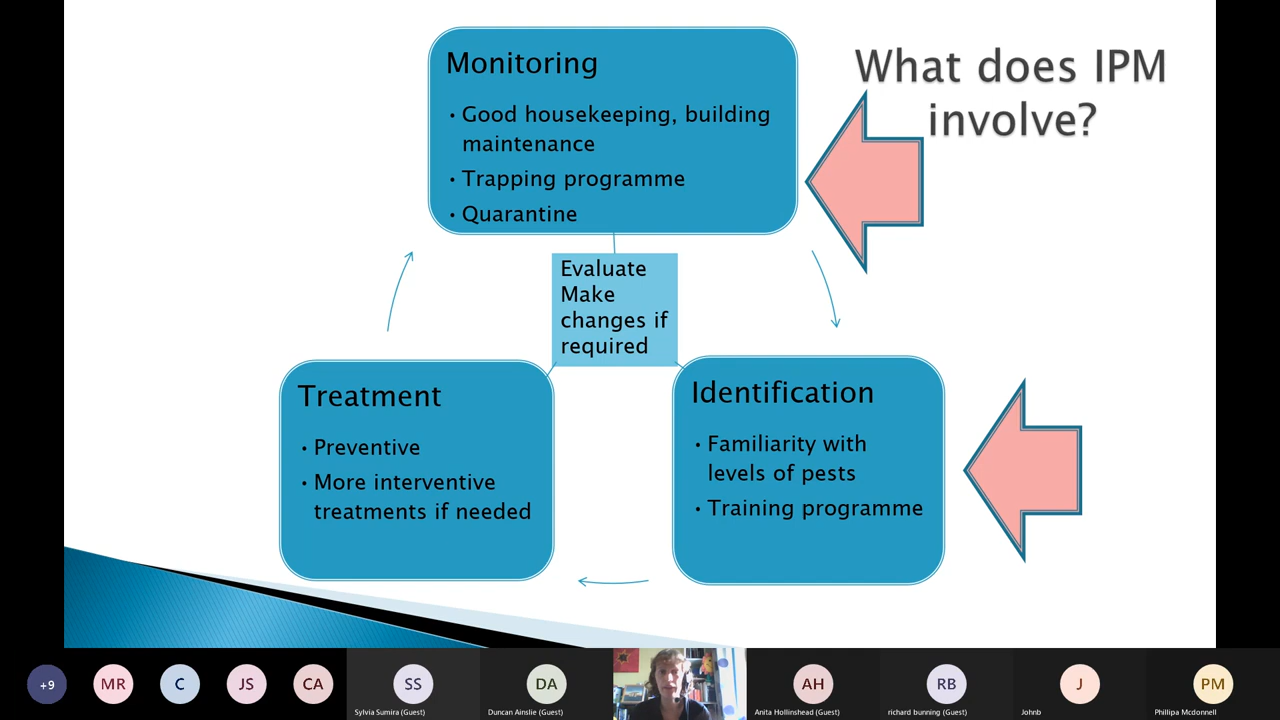 What does IPM
involve?
Monitoring
• Good housekeeping, building
maintenance
• Trapping programme
• Quarantine
Evaluate
Make
changes if
required
Treatment
• Preventive
• More interventive
treatments if needed
Identification
• Familiarity with
levels of pests
• Training programme
+9
MR
C
JS
CA
SS
Sylvia Sumira (Guest)
DA
Duncan Ainslie (Guest)
AH
Anita Hollinshead (Guest)
RB
richard bunning (Guest)
J
Johnb
PM
Phillipa Mcdonnell